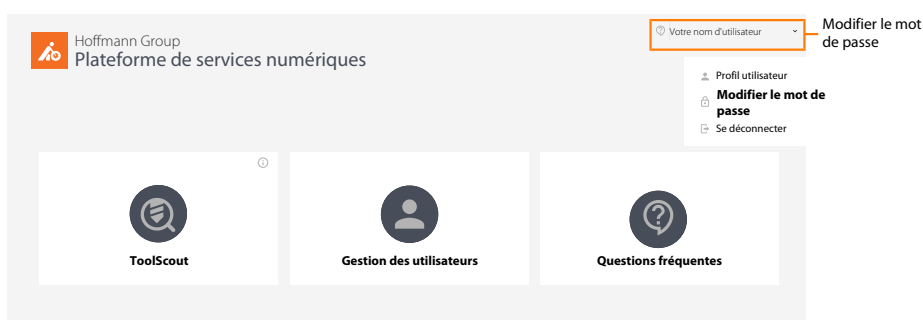 Hoffmann Group
Plateforme de services numériques
Votre nom d'utilisateur
Modifier le mot
de passe
Profil utilisateur
Modifier le mot de
passe
Se déconnecter
ToolScout
Gestion des utilisateurs
Questions fréquentes